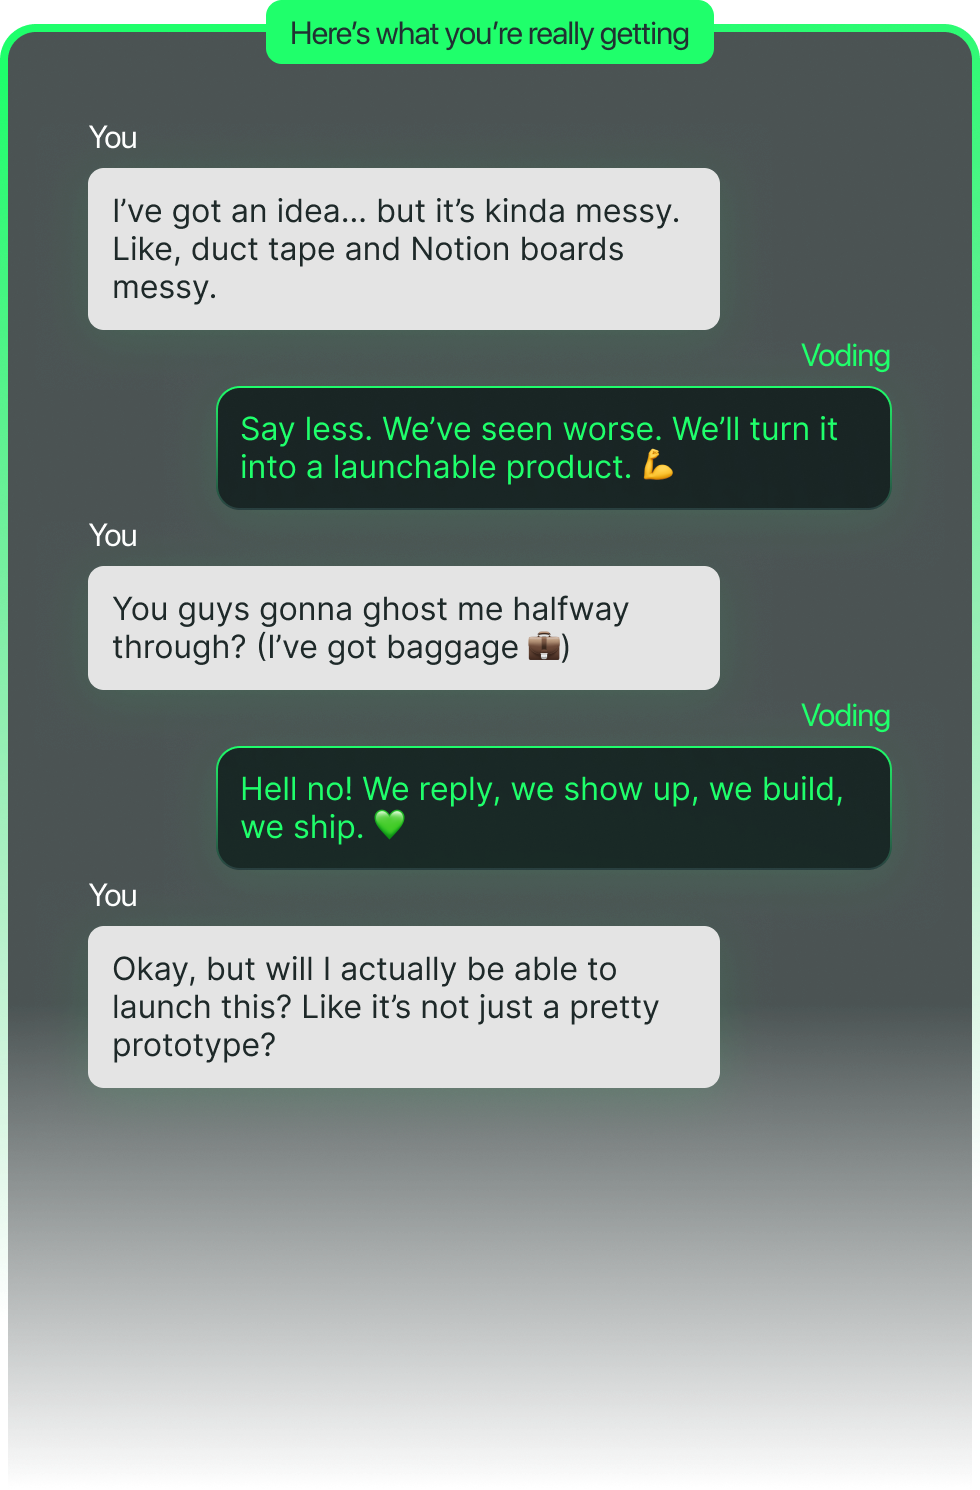 Here’s what you’re really getting
You
I’ve got an idea... but it’s kinda messy.
Like, duct tape and Notion boards
messy.
Voding
Say less. We’ve seen worse. We’ll turn it
into a launchable product. 💪
You
You guys gonna ghost me halfway
through? (I’ve got baggage 💼)
Voding
Hell no! We reply, we show up, we build,
we ship. 💚
You
Okay, but will I actually be able to
launch this? Like it’s not just a pretty
prototype?